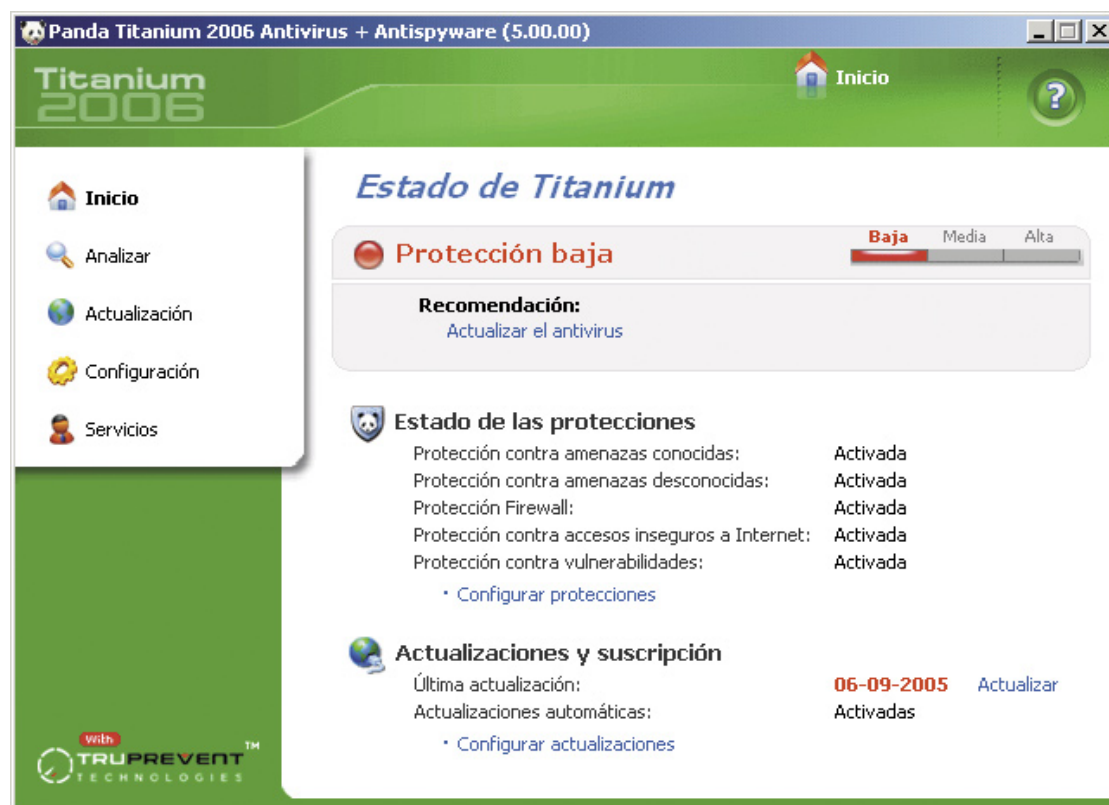 Panda Titanium 2006 Antivirus + Antispyware (5.00.00)
Titanium
2006
Inicio
?
Inicio
Analizar
Actualización
Configuración
Servicios
With
TRUPREVENT™
TECHNOLOGIES
Estado de Titanium
Protección baja
Baja Media Alta
Recomendación:
Actualizar el antivirus
Estado de las protecciones
Protección contra amenazas conocidas: Activada
Protección contra amenazas desconocidas: Activada
Protección Firewall: Activada
Protección contra accesos inseguros a Internet: Activada
Protección contra vulnerabilidades: Activada
· Configurar protecciones
Actualizaciones y suscripción
Última actualización: 06-09-2005 Actualizar
Actualizaciones automáticas: Activadas
· Configurar actualizaciones